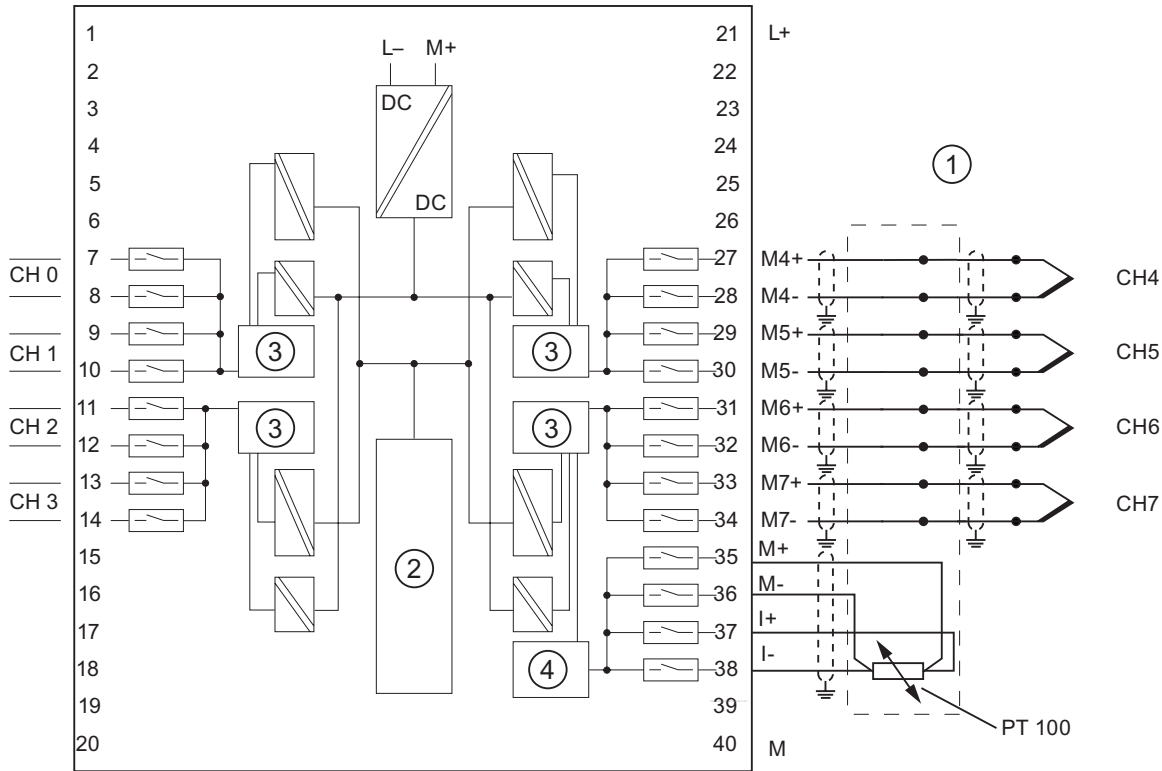 1
2
3
4
5
6
7
8
9
10
11
12
13
14
15
16
17
18
19
20
CH 0
CH 1
CH 2
CH 3
L– M+
DC
DC
3
3
3
3
2
4
21 L+
22
23
24
25
26
27 M4+
28 M4-
29 M5+
30 M5-
31 M6+
32 M6-
33 M7+
34 M7-
35 M+
36 M-
37 I+
38 I-
39
40 M
1
CH4
CH5
CH6
CH7
PT 100